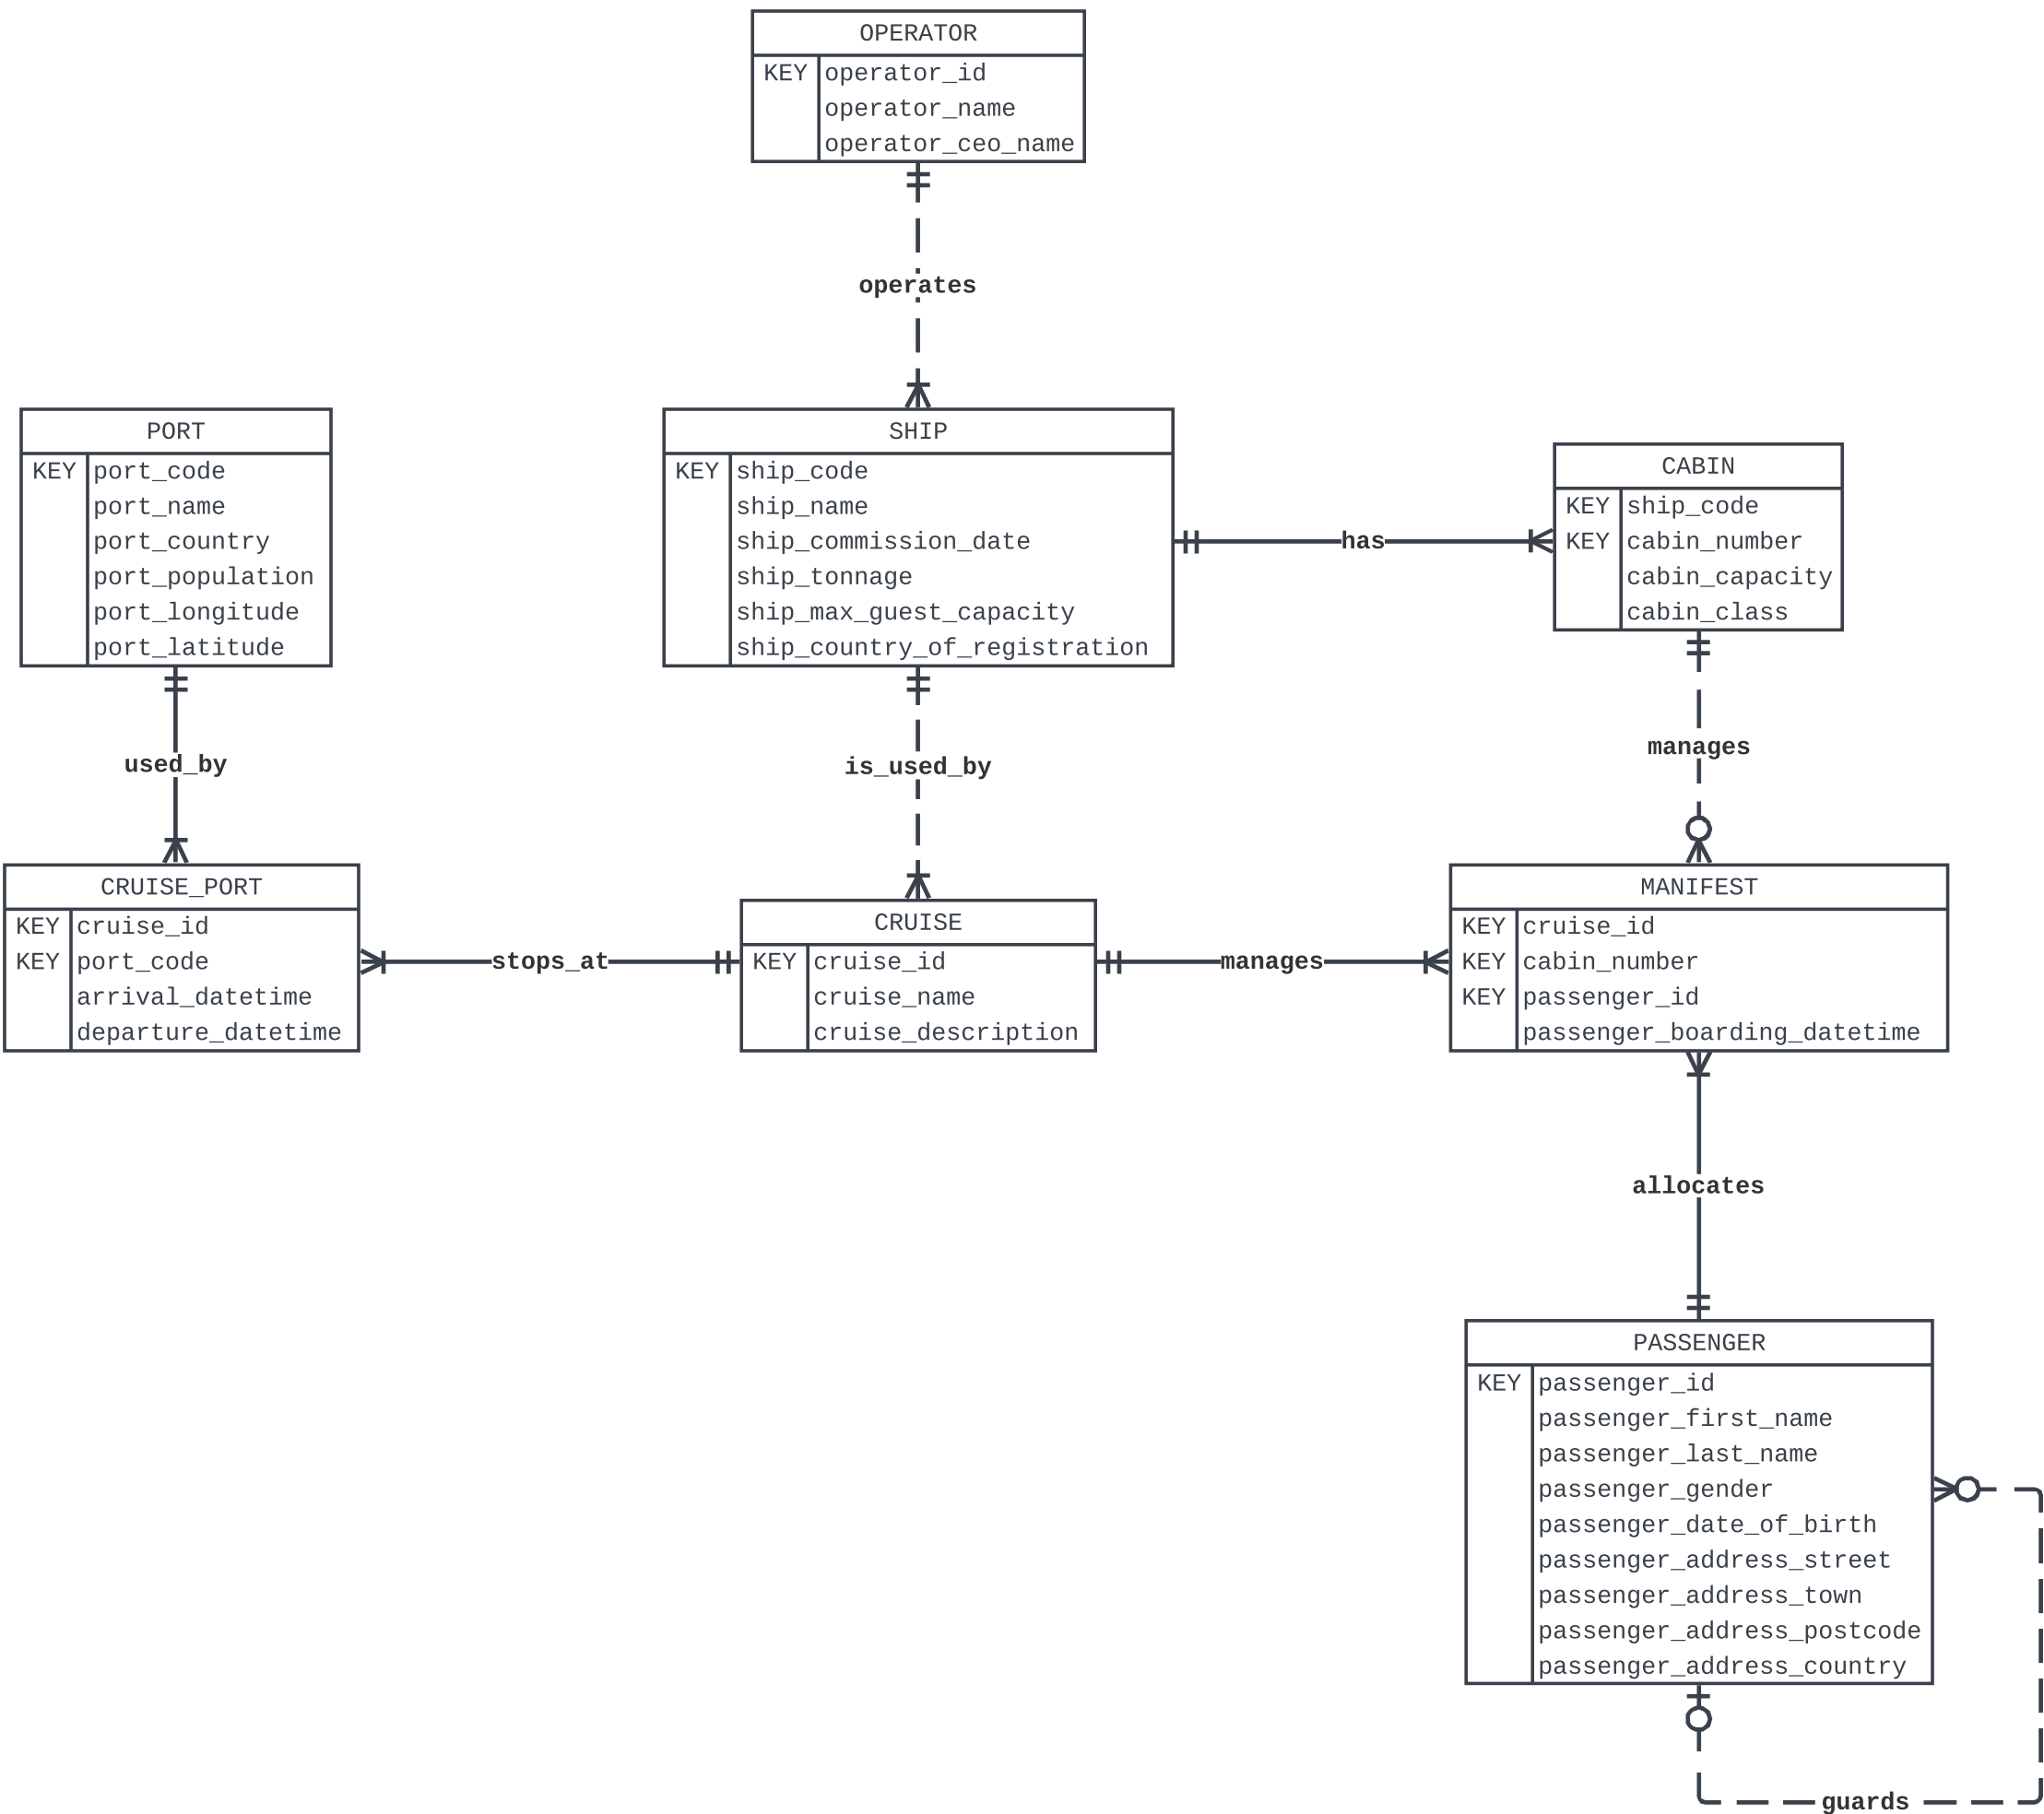 OPERATOR
KEY operator_id
operator_name
operator_ceo_name
operates
PORT
KEY port_code
port_name
port_country
port_population
port_longitude
port_latitude
SHIP
KEY ship_code
ship_name
ship_commission_date
ship_tonnage
ship_max_guest_capacity
ship_country_of_registration
has
CABIN
KEY ship_code
KEY cabin_number
cabin_capacity
cabin_class
used_by
is_used_by
manages
CRUISE_PORT
KEY cruise_id
KEY port_code
arrival_datetime
departure_datetime
stops_at
CRUISE
KEY cruise_id
cruise_name
cruise_description
manages
MANIFEST
KEY cruise_id
KEY cabin_number
KEY passenger_id
passenger_boarding_datetime
allocates
PASSENGER
KEY passenger_id
passenger_first_name
passenger_last_name
passenger_gender
passenger_date_of_birth
passenger_address_street
passenger_address_town
passenger_address_postcode
passenger_address_country
guards